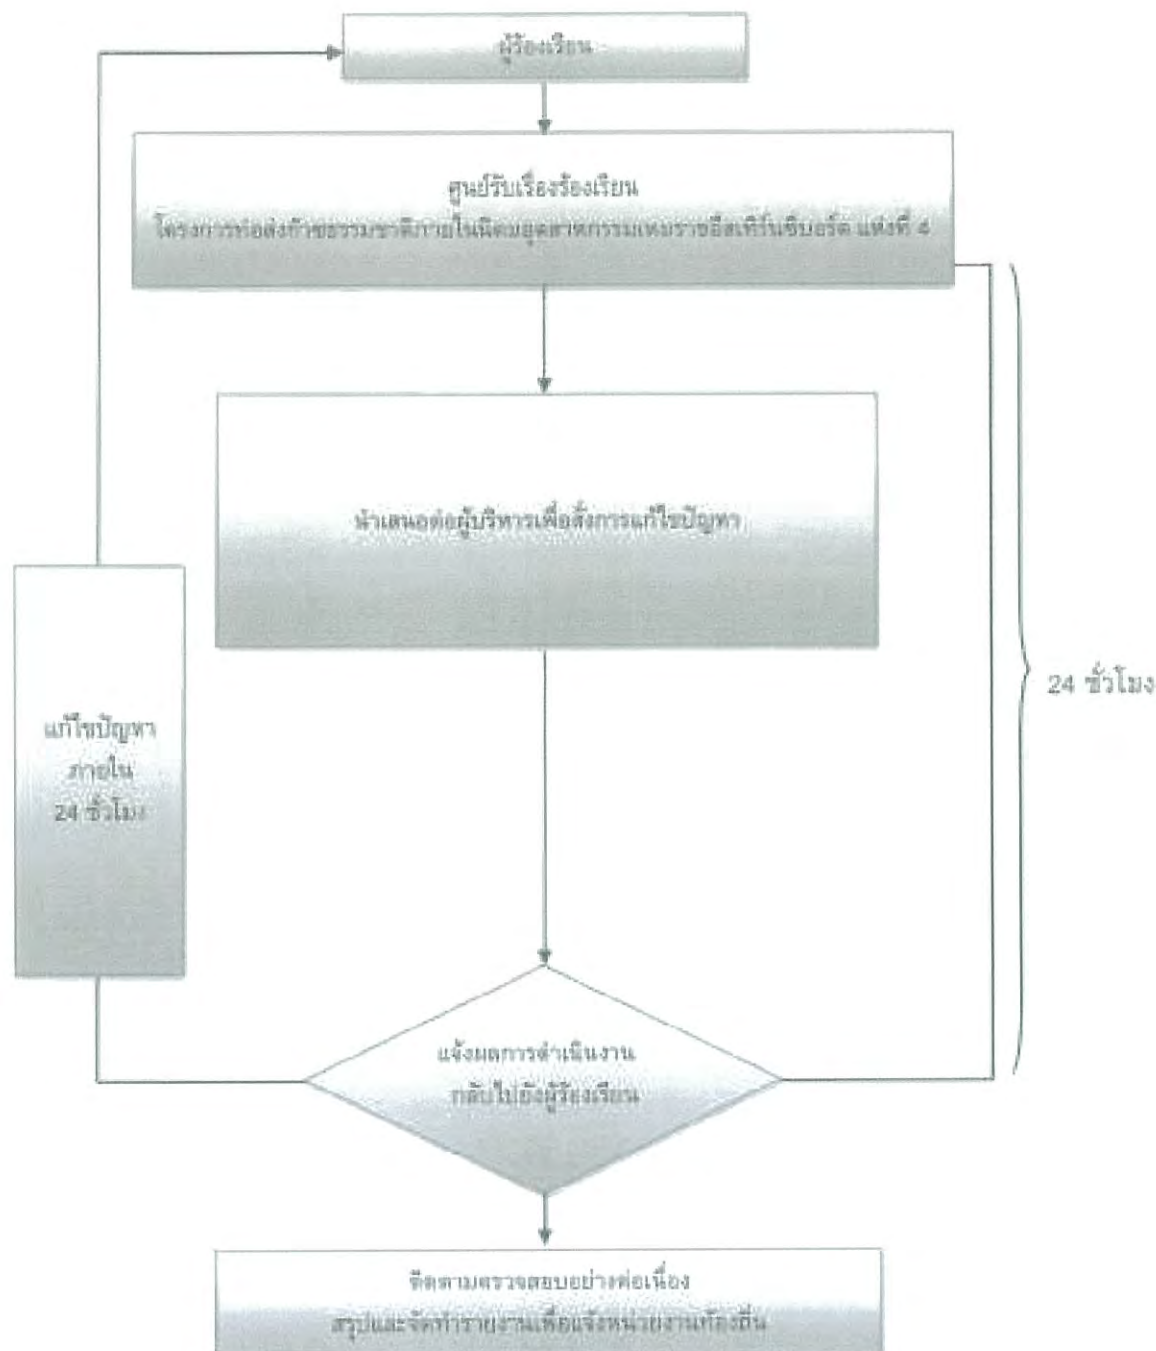 ผู้ร้องเรียน
ศูนย์รับเรื่องร้องเรียน
โครงการท่อส่งก๊าซธรรมชาติภายในนิคมอุตสาหกรรมเหมราชอีสเทิร์นซีบอร์ด แห่งที่ 4
นำเสนอต่อผู้บริหารเพื่อสั่งการแก้ไขปัญหา
24 ชั่วโมง
แก้ไขปัญหา
ภายใน
24 ชั่วโมง
แจ้งผลการดำเนินงาน
กลับไปยังผู้ร้องเรียน
ติดตามตรวจสอบอย่างต่อเนื่อง
สรุปและจัดทำรายงานเพื่อแจ้งหน่วยงานท้องถิ่น